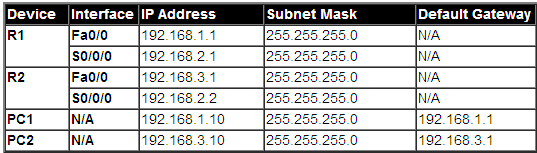 Device Interface IP Address Subnet Mask Default Gateway
R1 Fa0/0 192.168.1.1 255.255.255.0 N/A
S0/0/0 192.168.2.1 255.255.255.0 N/A
R2 Fa0/0 192.168.3.1 255.255.255.0 N/A
S0/0/0 192.168.2.2 255.255.255.0 N/A
PC1 N/A 192.168.1.10 255.255.255.0 192.168.1.1
PC2 N/A 192.168.3.10 255.255.255.0 192.168.3.1